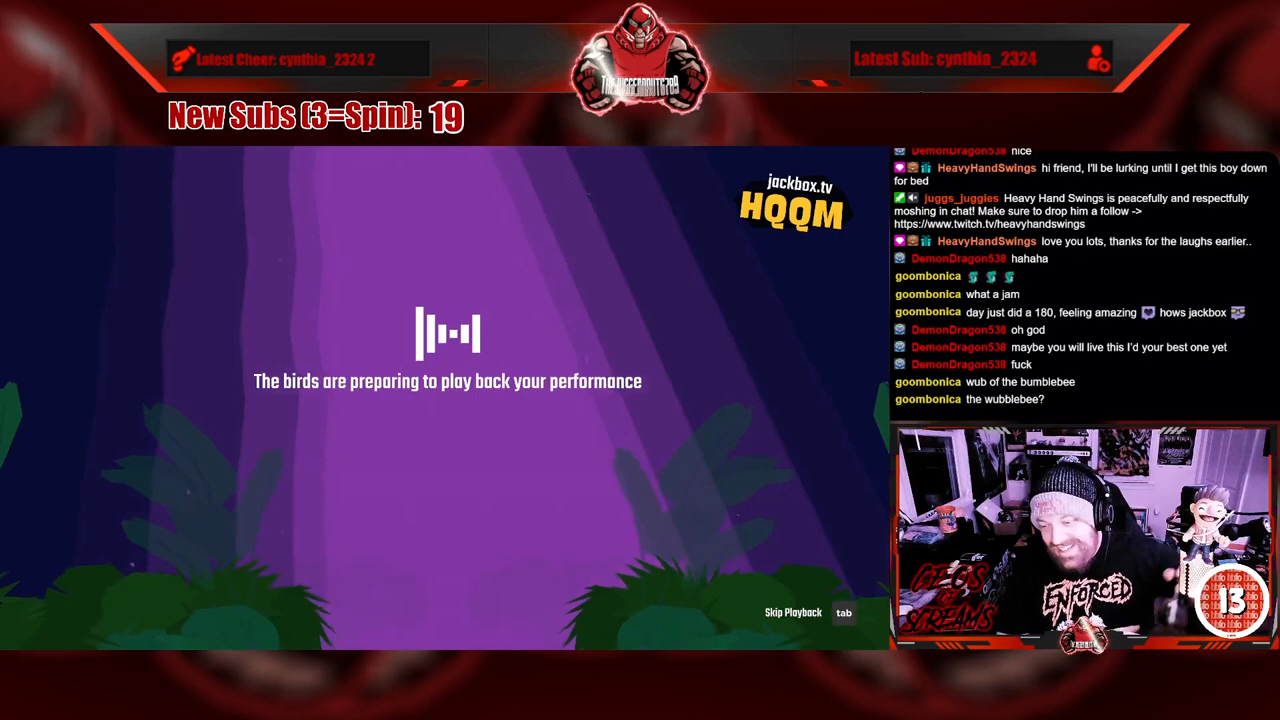 Latest Cheer: cynthia_2324 2
THEJUGGERNAUT6789
Latest Sub: cynthia_2324
New Subs (3=Spin): 19
jackbox.tv
HQQM
The birds are preparing to play back your performance
Skip Playback tab
DemonDragon538 nice
HeavyHandSwings hi friend, I'll be lurking until I get this boy down
for bed
juggs_juggles Heavy Hand Swings is peacefully and respectfully
moshing in chat! Make sure to drop him a follow ->
https://www.twitch.tv/heavyhandswings
HeavyHandSwings love you lots, thanks for the laughs earlier..
DemonDragon538 hahaha
goombonica
goombonica what a jam
goombonica day just did a 180, feeling amazing hows jackbox
DemonDragon538 oh god
DemonDragon538 maybe you will live this I'd your best one yet
DemonDragon538 fuck
goombonica wub of the bumblebee
goombonica the wubblebee?
ENFORCED
SCREAMS
13